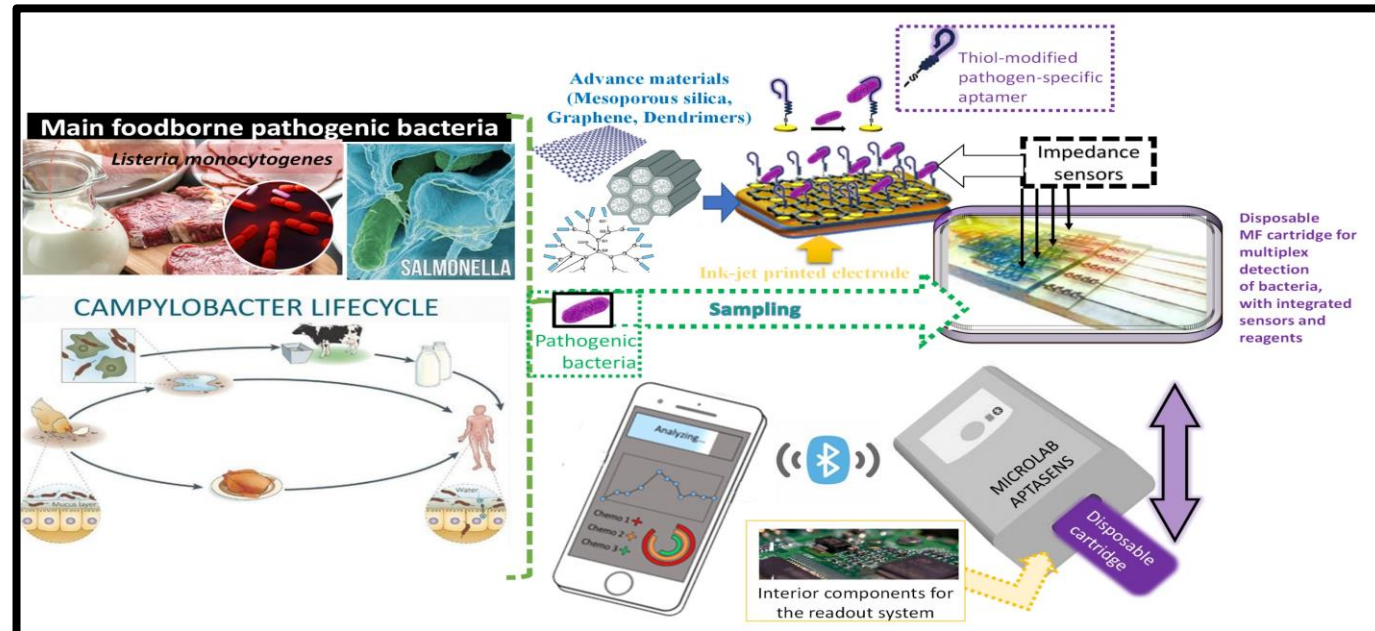 Main foodborne pathogenic bacteria
Listeria monocytogenes
SALMONELLA
CAMPYLOBACTER LIFECYCLE
Mucus layer
Water
Advance materials
(Mesoporous silica,
Graphene, Dendrimers)
Thiol-modified
pathogen-specific
aptamer
S
Impedance
sensors
Ink-jet printed electrode
Disposable
MF cartridge for
multiplex
detection
of bacteria,
with integrated
sensors and
reagents
Sampling
Pathogenic
bacteria
Analyzing...
Chemo 1
Chemo 2
Chemo 3
MICROLAB
APTASENS
Disposable
cartridge
Interior components for
the readout system